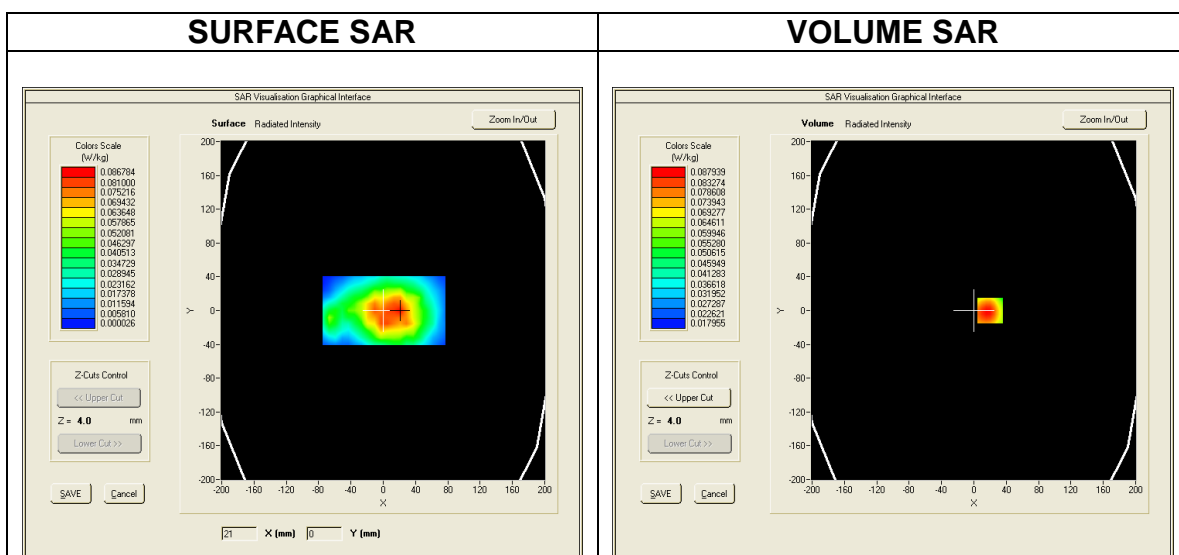 SURFACE SAR
VOLUME SAR
SAR Visualisation Graphical Interface
Surface Radiated Intensity
Zoom In/Out
Colors Scale
(W/kg)
0.086784
0.081000
0.075216
0.069432
0.063648
0.057865
0.052081
0.046297
0.040513
0.034729
0.028945
0.023162
0.017378
0.011594
0.005810
0.000026
200
160
120
80
40
0
-40
-80
-120
-160
-200
Y
-200 -160 -120 -80 -40 0 40 80 120 160 200
X
Z-Cuts Control
<< Upper Cut
Z = 4.0 mm
Lower Cut >>
SAVE Cancel
21 X (mm) 0 Y (mm)
SAR Visualisation Graphical Interface
Volume Radiated Intensity
Zoom In/Out
Colors Scale
(W/kg)
0.087939
0.083274
0.078608
0.073943
0.069277
0.064611
0.059946
0.055280
0.050615
0.045949
0.041283
0.036618
0.031952
0.027287
0.022621
0.017955
200
160
120
80
40
0
-40
-80
-120
-160
-200
Y
-200 -160 -120 -80 -40 0 40 80 120 160 200
X
Z-Cuts Control
<< Upper Cut
Z = 4.0 mm
Lower Cut >>
SAVE Cancel